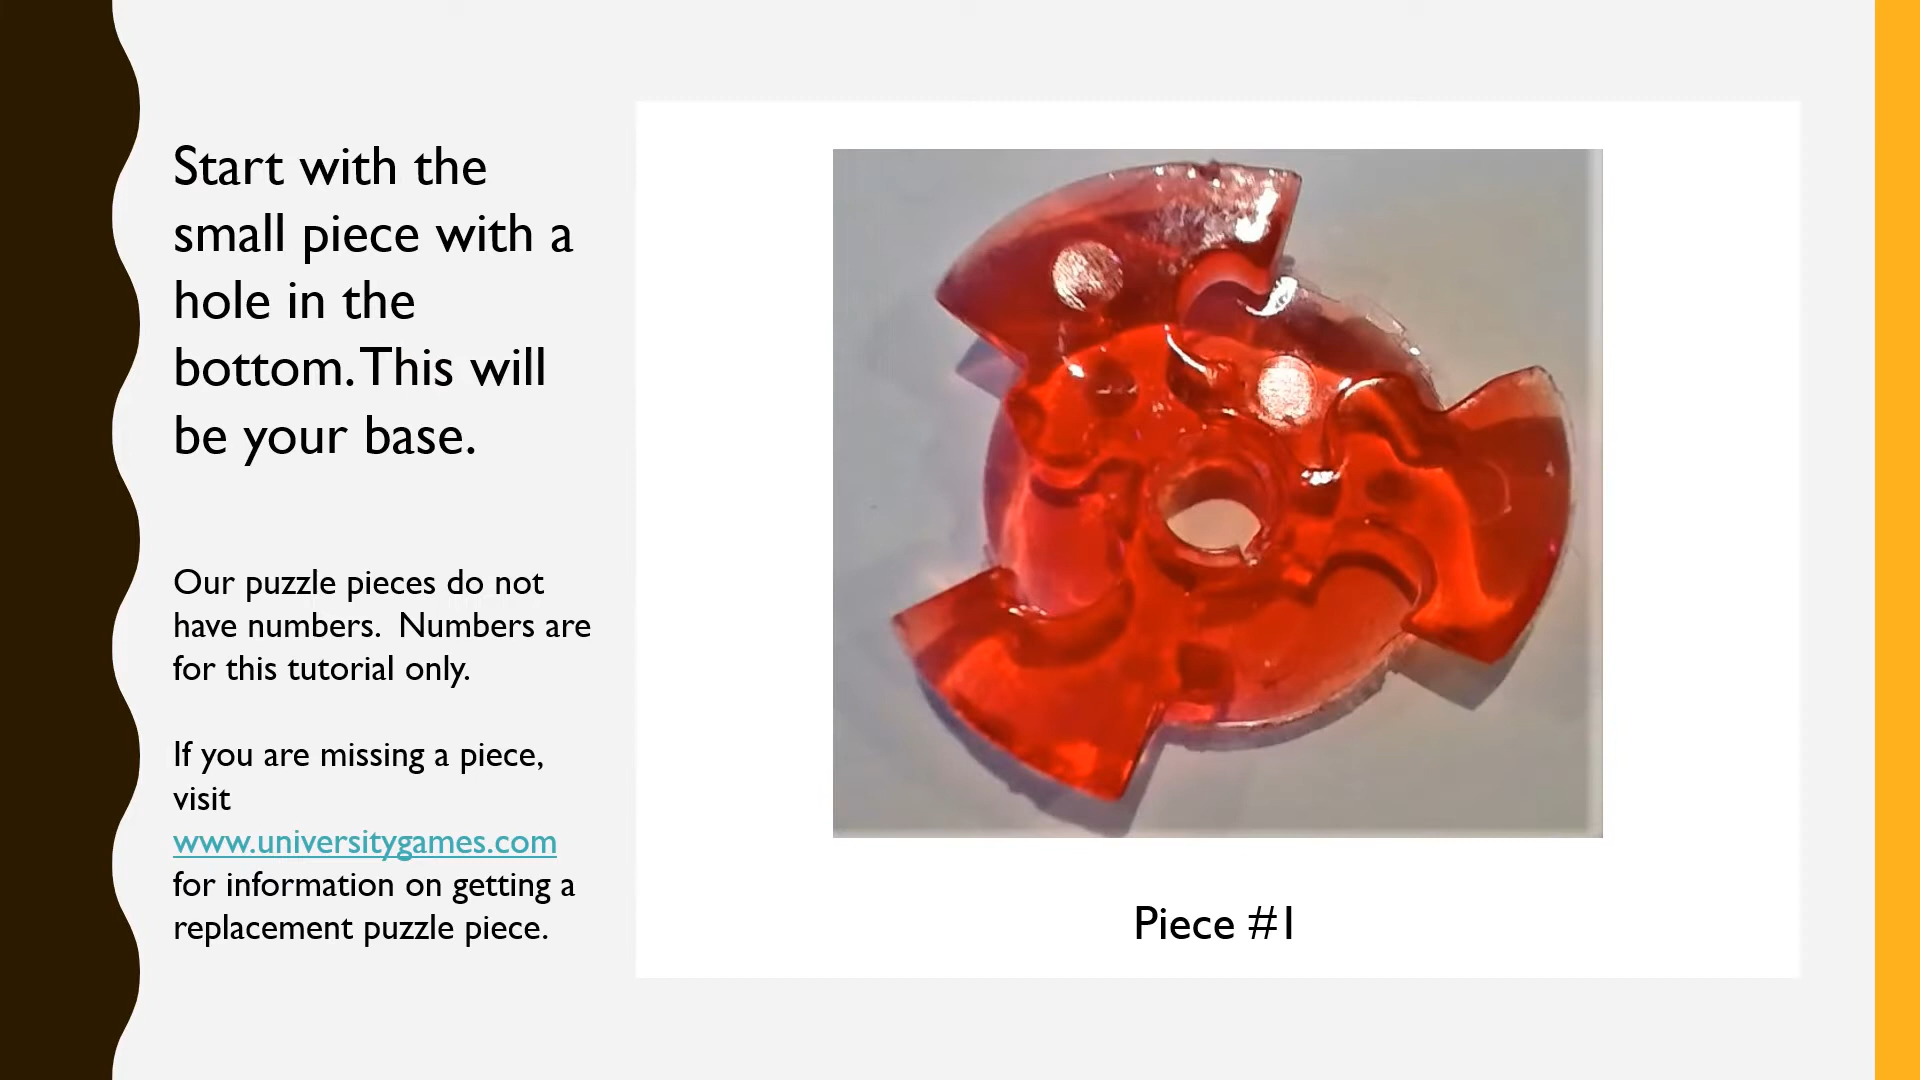 Start with the
small piece with a
hole in the
bottom. This will
be your base.
Our puzzle pieces do not
have numbers.  Numbers are
for this tutorial only.
If you are missing a piece,
visit
www.universitygames.com
for information on getting a
replacement puzzle piece.
Piece #1